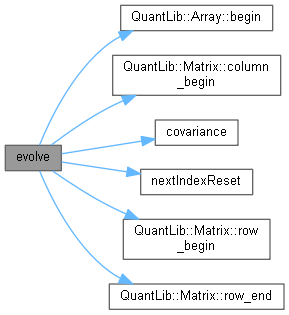 QuantLib::Array::begin
QuantLib::Matrix::column
_begin
evolve
covariance
nextIndexReset
QuantLib::Matrix::row
_begin
QuantLib::Matrix::row_end